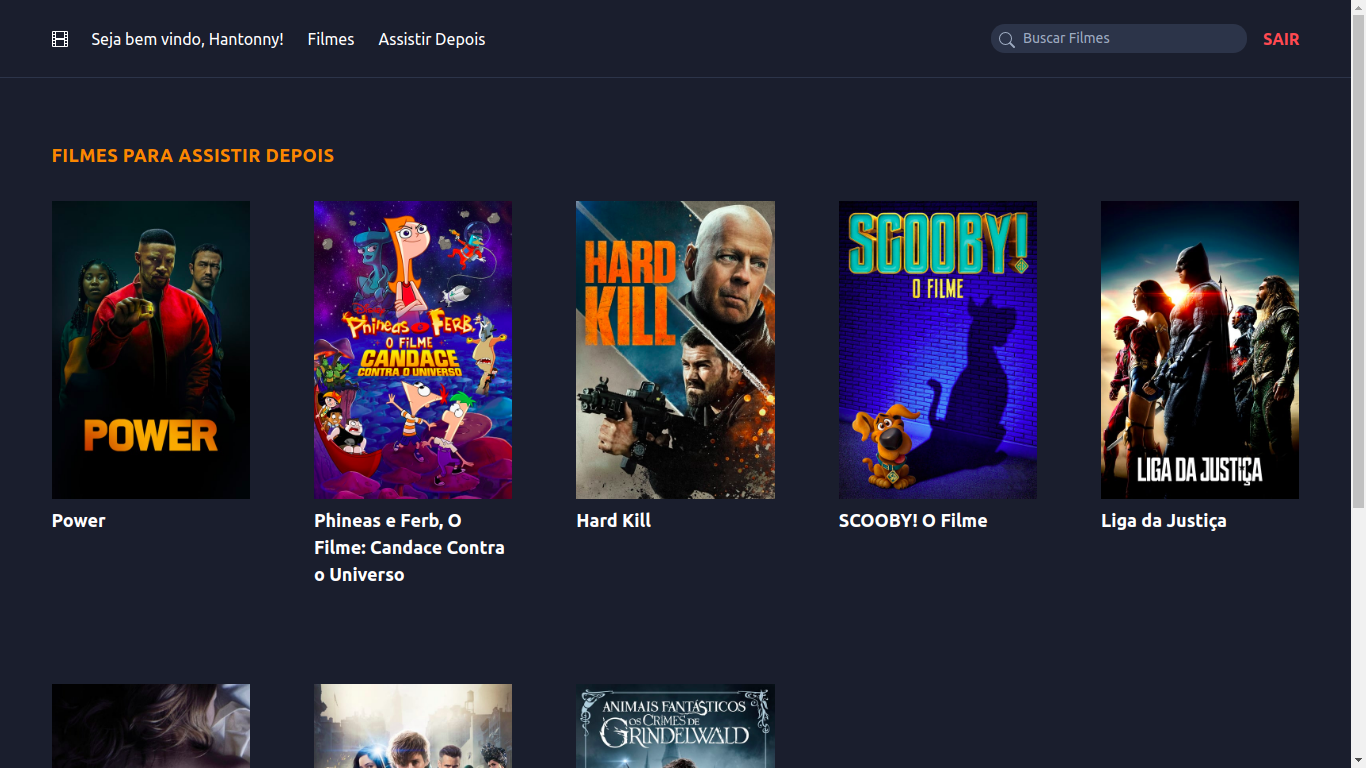 Seja bem vindo, Hantonny!
Filmes
Assistir Depois
Buscar Filmes
SAIR
FILMES PARA ASSISTIR DEPOIS
POWER
Disney
Phineas e Ferb
O FILME
CANDACE
CONTRA O UNIVERSO
HARD
KILL
SCOOBY!
O FILME
LIGA DA JUSTIÇA
Power
Phineas e Ferb, O
Filme: Candace Contra
o Universo
Hard Kill
SCOOBY! O Filme
Liga da Justiça
ANIMAIS FANTÁSTICOS
OS CRIMES DE
GRINDELWALD